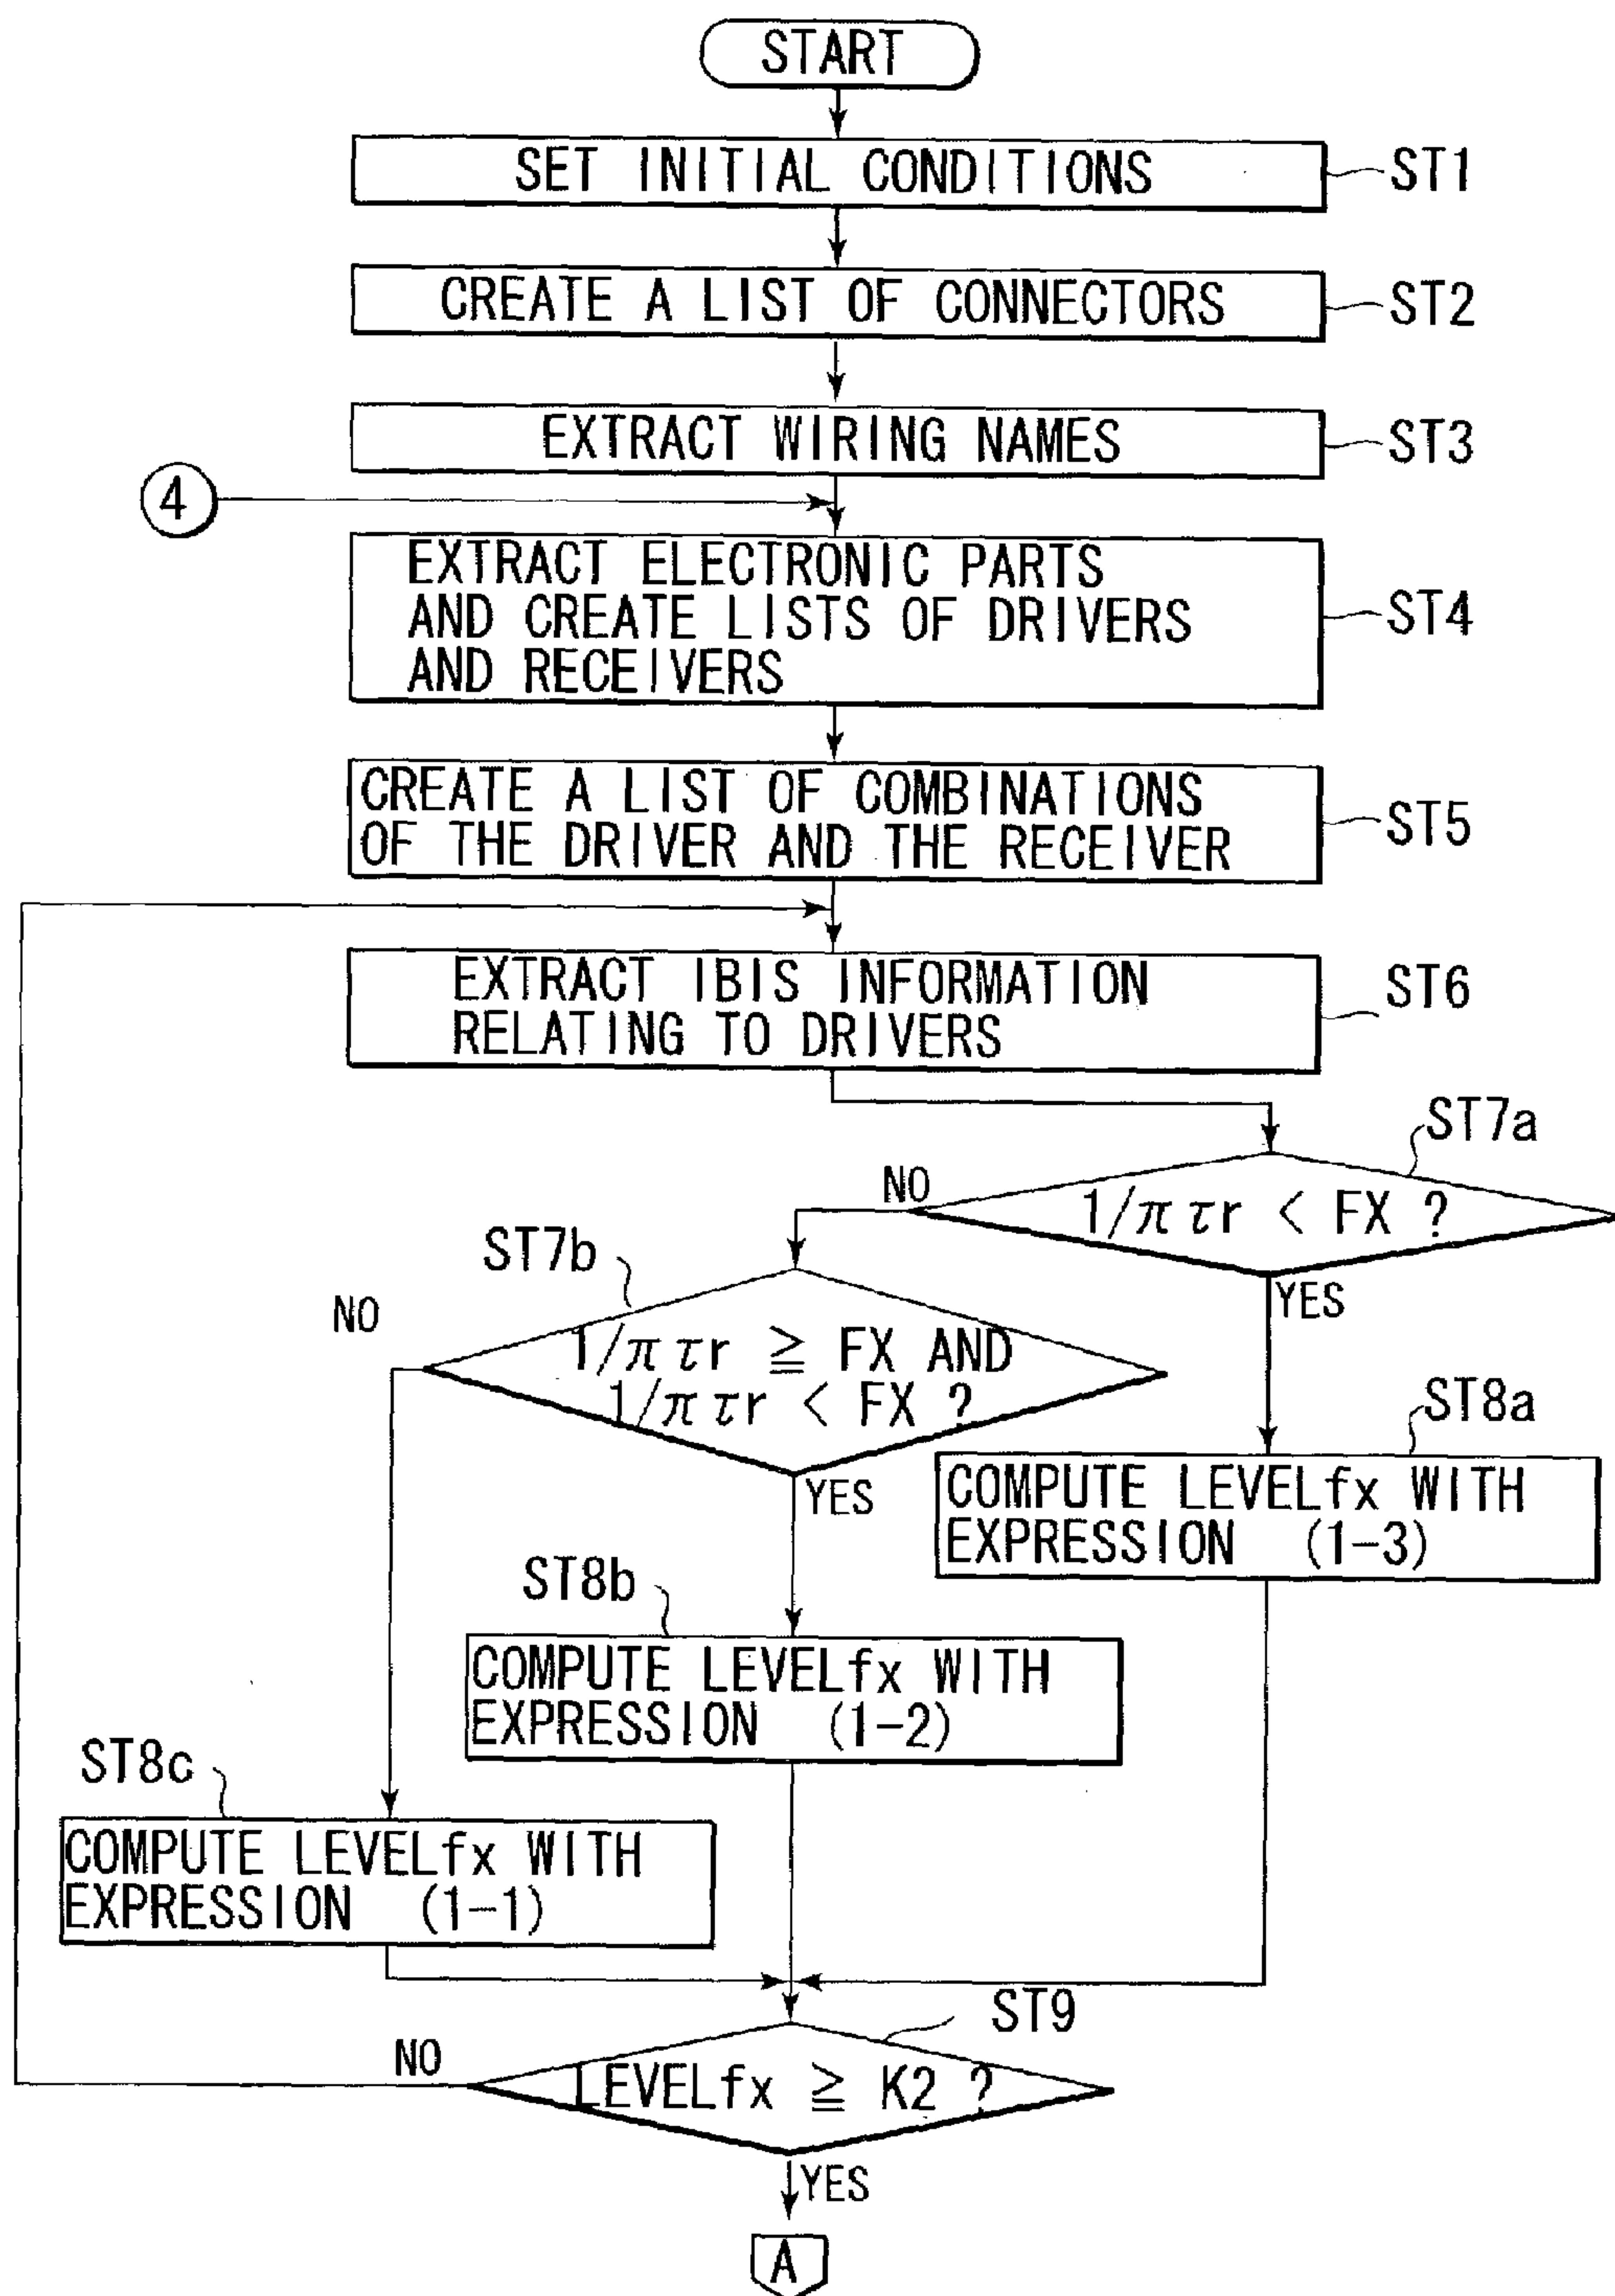 START
SET INITIAL CONDITIONS
ST1
CREATE A LIST OF CONNECTORS
ST2
EXTRACT WIRING NAMES
ST3
4
EXTRACT ELECTRONIC PARTS
AND CREATE LISTS OF DRIVERS
AND RECEIVERS
ST4
CREATE A LIST OF COMBINATIONS
OF THE DRIVER AND THE RECEIVER
ST5
EXTRACT IBIS INFORMATION
RELATING TO DRIVERS
ST6
ST7a
NO
1/πτr < FX ?
YES
ST7b
NO
1/πτr ≧ FX AND
1/πτr < FX ?
YES
ST8a
COMPUTE LEVELfx WITH
EXPRESSION (1-3)
ST8b
COMPUTE LEVELfx WITH
EXPRESSION (1-2)
ST8c
COMPUTE LEVELfx WITH
EXPRESSION (1-1)
ST9
NO
LEVELfx ≧ K2 ?
YES
A